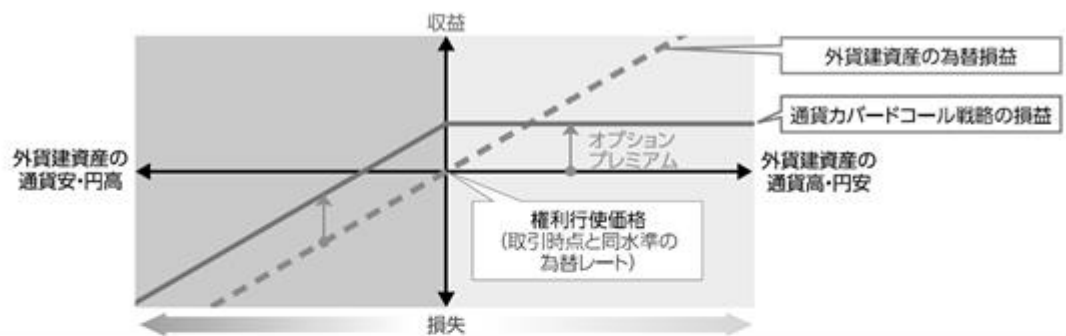 収益
外貨建資産の為替損益
通貨カバードコール戦略の損益
オプション
プレミアム
外貨建資産の
通貨安・円高
外貨建資産の
通貨高・円安
権利行使価格
(取引時点と同水準の
為替レート)
損失